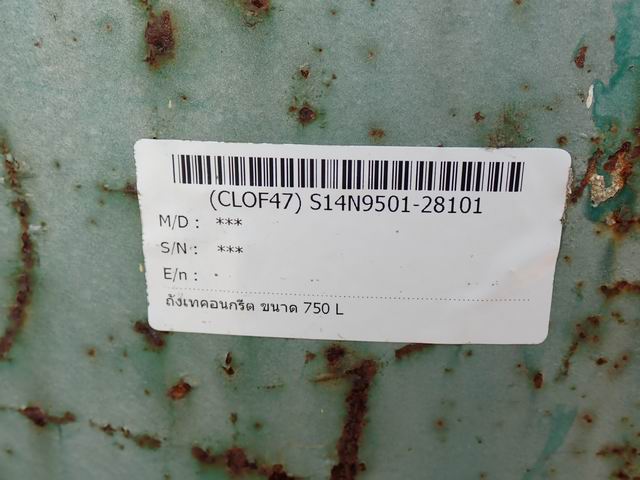 (CLOF47) S14N9501-28101
M/D : ***
S/N : ***
E/n : .
ถังเทคอนกรีต ขนาด 750 L